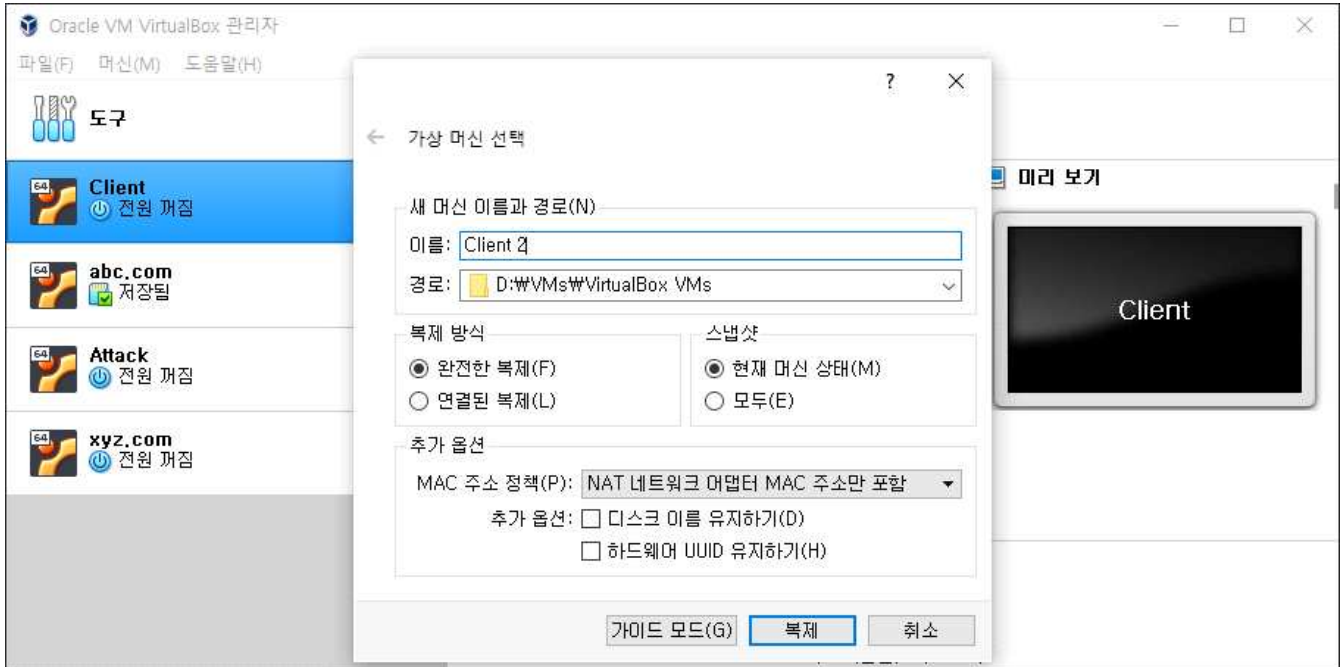 Oracle VM VirtualBox 관리자
파일(F) 머신(M) 도움말(H)
도구
64
Client
전원 꺼짐
64
abc.com
저장됨
64
Attack
전원 꺼짐
64
xyz.com
전원 꺼짐
?
가상 머신 선택
새 머신 이름과 경로(N)
이름: Client 2
경로: D:₩VMs₩VirtualBox VMs
복제 방식
완전한 복제(F)
연결된 복제(L)
스냅샷
현재 머신 상태(M)
모두(E)
추가 옵션
MAC 주소 정책(P): NAT 네트워크 어댑터 MAC 주소만 포함
추가 옵션: 디스크 이름 유지하기(D)
하드웨어 UUID 유지하기(H)
가이드 모드(G) 복제 취소
미리 보기
Client